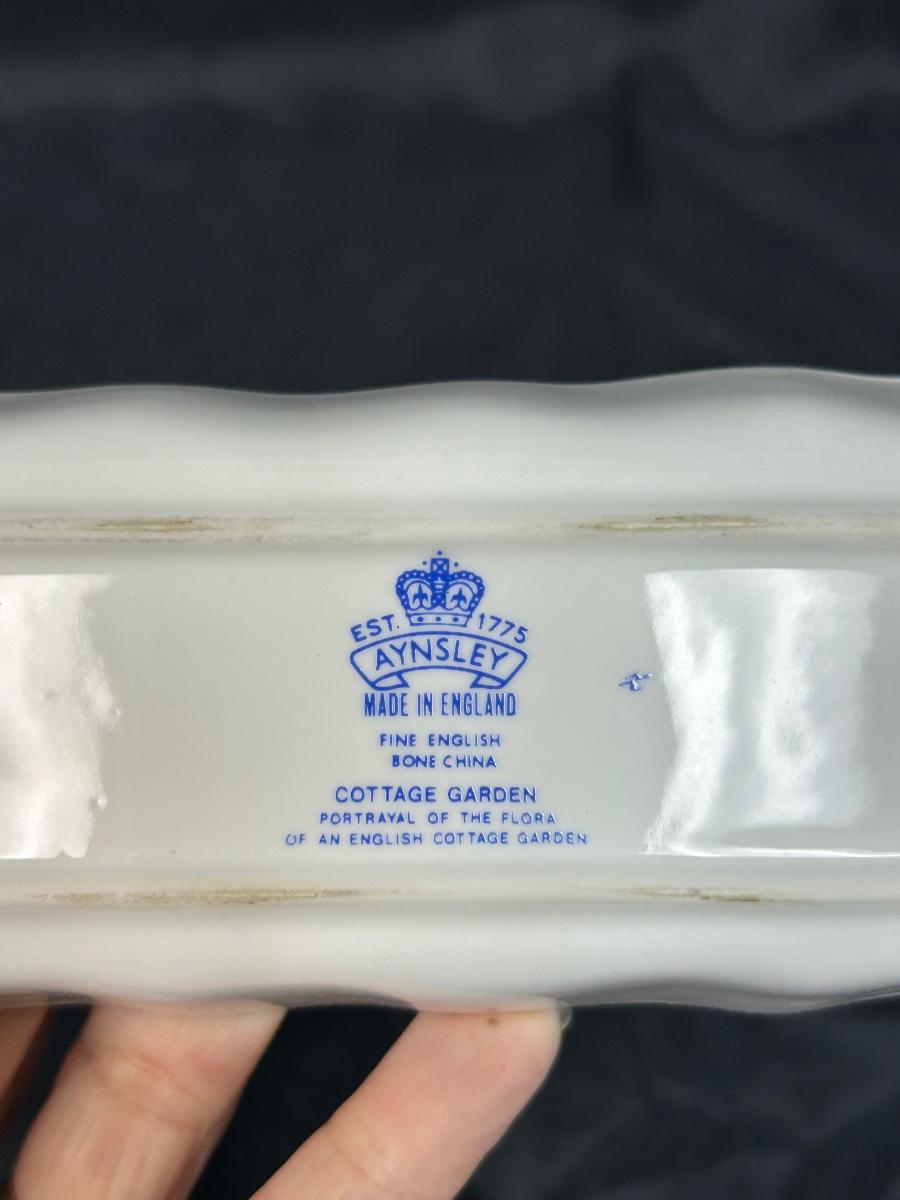 EST. 1775
AYNSLEY
MADE IN ENGLAND
FINE ENGLISH
BONE CHINA
COTTAGE GARDEN
PORTRAYAL OF THE FLORA
OF AN ENGLISH COTTAGE GARDEN